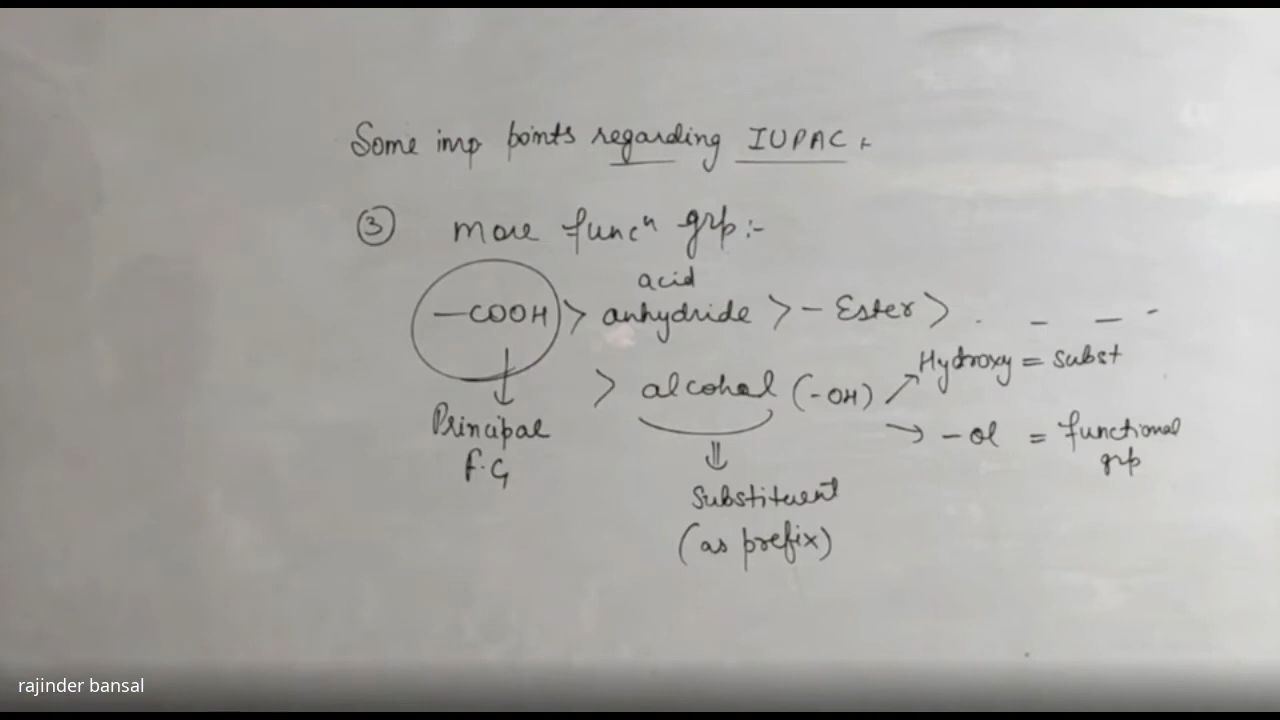 Some imp points regarding IUPAC :
③ more funcⁿ grp:-
acid
—COOH > anhydride > - Ester > . - - -
> alcohol (-OH) ↗ Hydroxy = subst
→ -ol = functional
grp
Principal
F.G
Substituent
(as prefix)
rajinder bansal